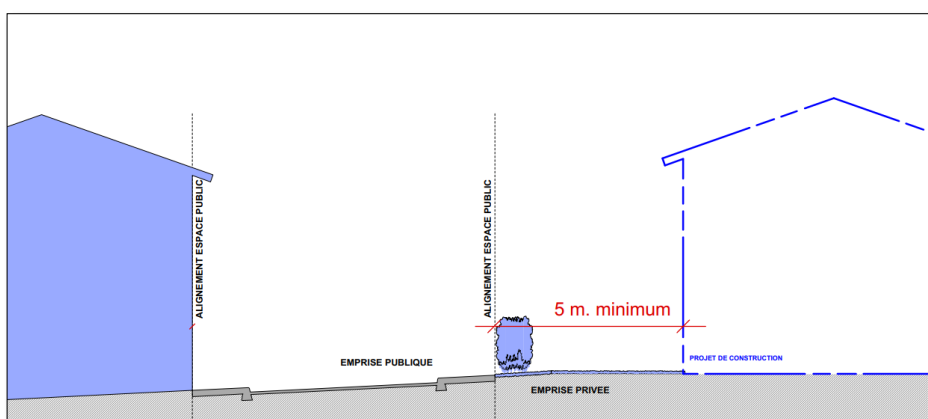 ALIGNEMENT ESPACE PUBLIC
ALIGNEMENT ESPACE PUBLIC
5 m. minimum
EMPRISE PUBLIQUE
PROJET DE CONSTRUCTION
EMPRISE PRIVEE